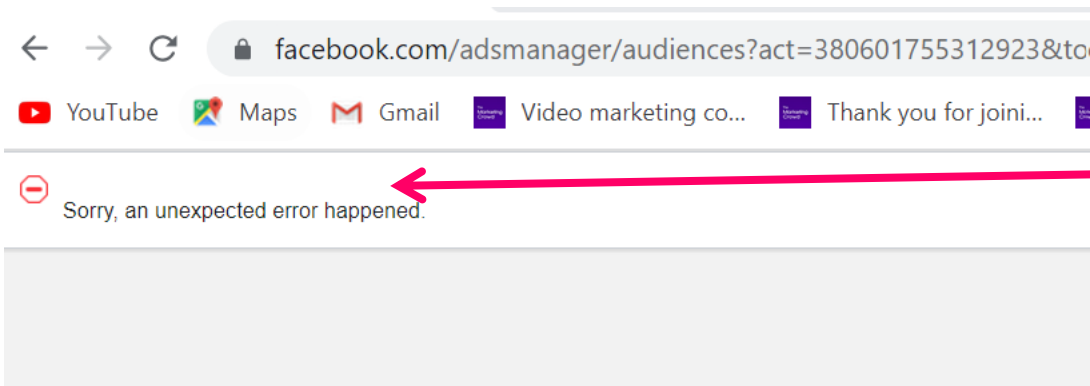 facebook.com/adsmanager/audiences?act=380601755312923&to
YouTube Maps Gmail Video marketing co... Thank you for joini...
Sorry, an unexpected error happened.